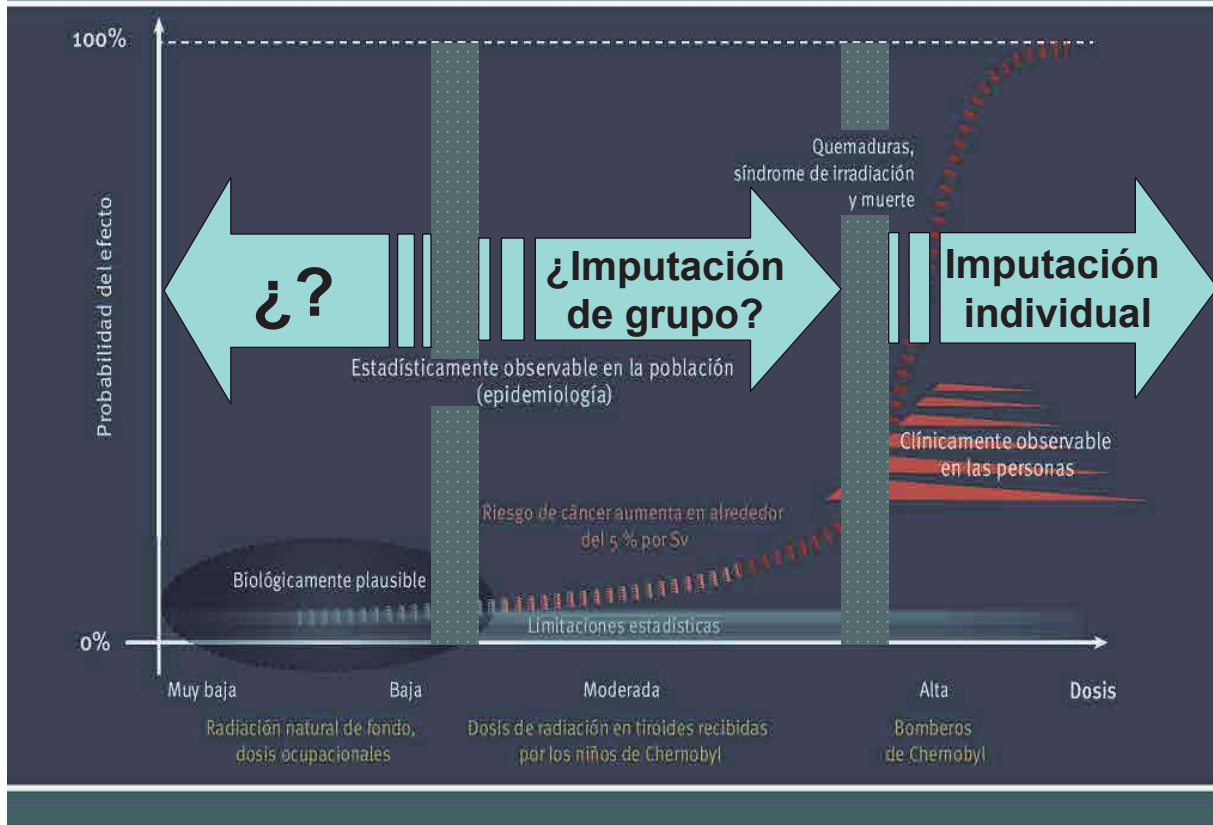 100%
Probabilidad del efecto
Quemaduras,
síndrome de irradiación
y muerte
¿?
¿Imputación
de grupo?
Imputación
individual
Estadísticamente observable en la población
(epidemiología)
Clínicamente observable
en las personas
Riesgo de câncer aumenta en alrededor
del 5 % por Sv
Biológicamente plausible
Limitaciones estadísticas
0%
Muy baja
Baja
Moderada
Alta
Dosis
Radiación natural de fondo,
dosis ocupacionales
Dosis de radiación en tiroides recibidas
por los niños de Chernobyl
Bomberos
de Chernobyl